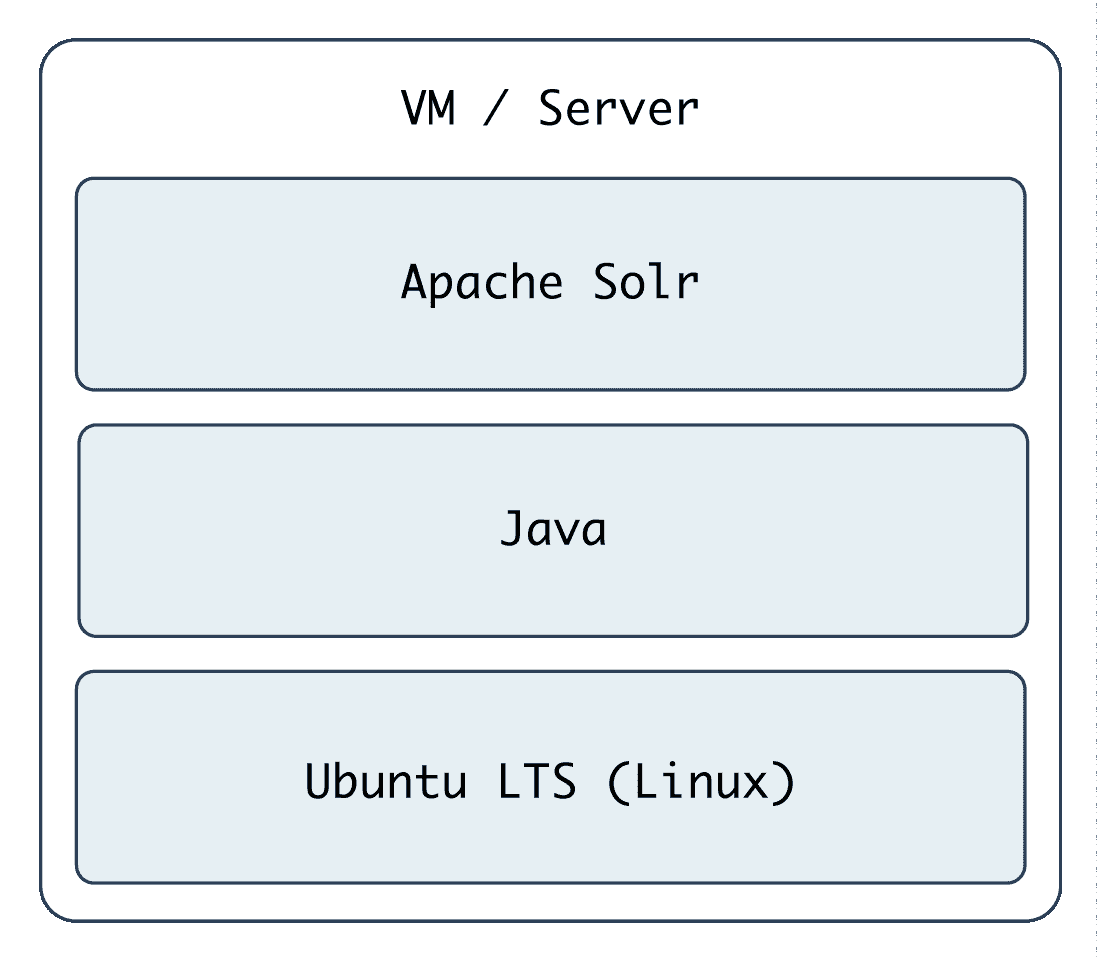 VM / Server
Apache Solr
Java
Ubuntu LTS (Linux)